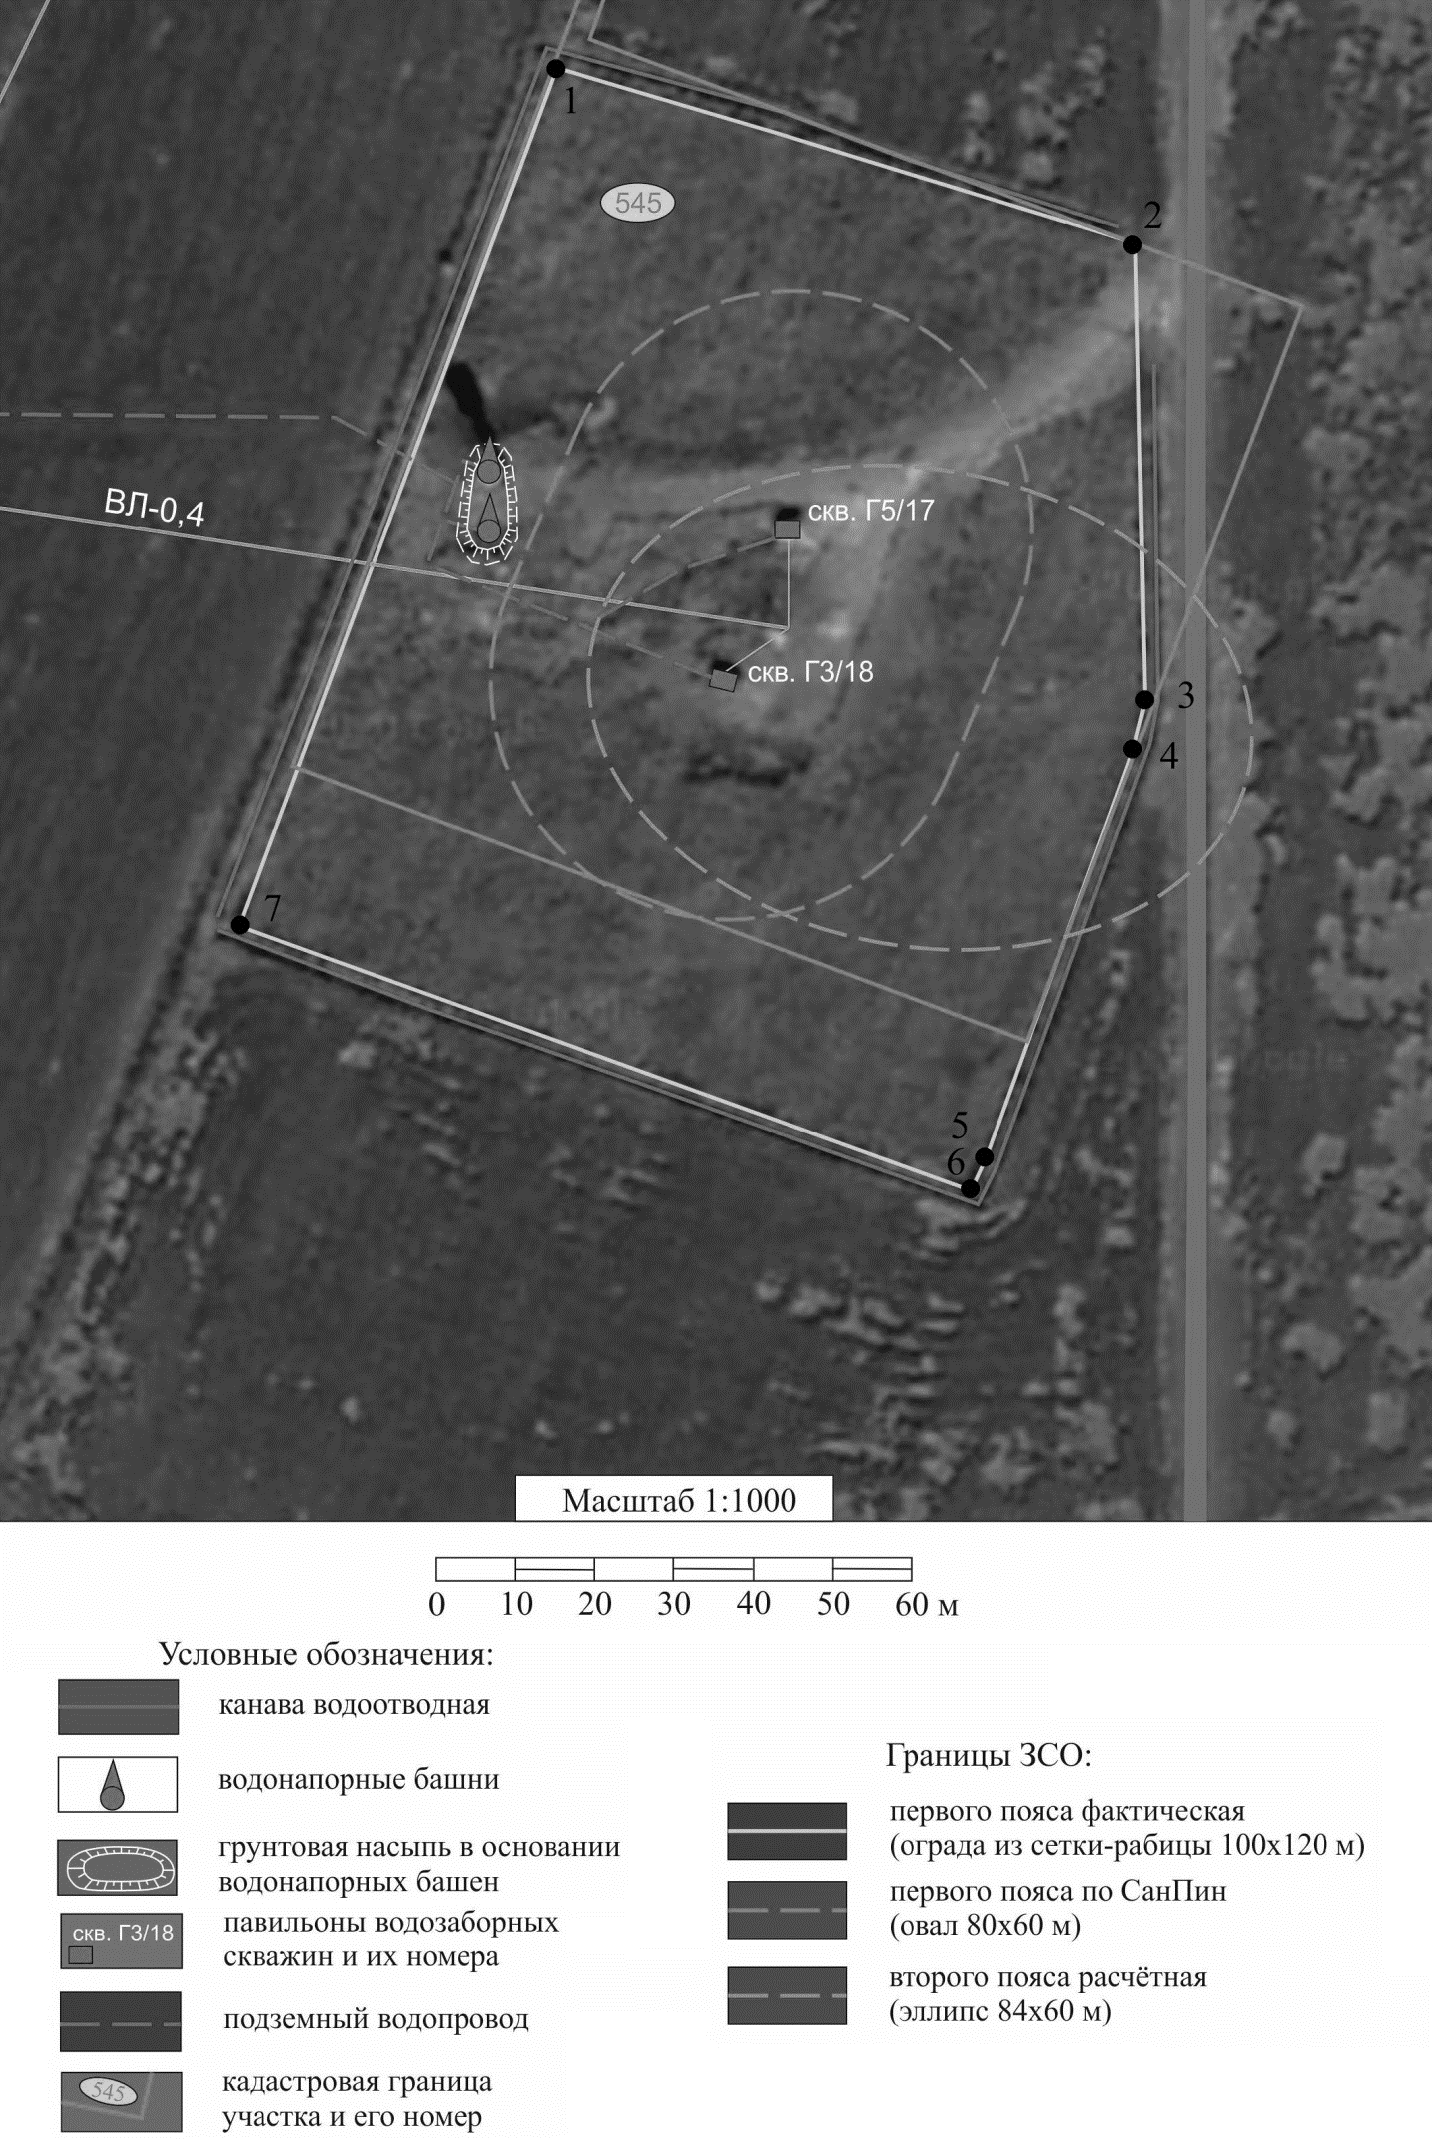 1
545
2
ВЛ-0,4
скв. Г5/17
скв. Г3/18
3
4
7
5
6
Масштаб 1:1000
0 10 20 30 40 50 60 м
Условные обозначения:
канава водоотводная
водонапорные башни
грунтовая насыпь в основании
водонапорных башен
скв. Г3/18
павильоны водозаборных
скважин и их номера
подземный водопровод
545
кадастровая граница
участка и его номер
Границы ЗСО:
первого пояса фактическая
(ограда из сетки-рабицы 100х120 м)
первого пояса по СанПин
(овал 80х60 м)
второго пояса расчётная
(эллипс 84х60 м)